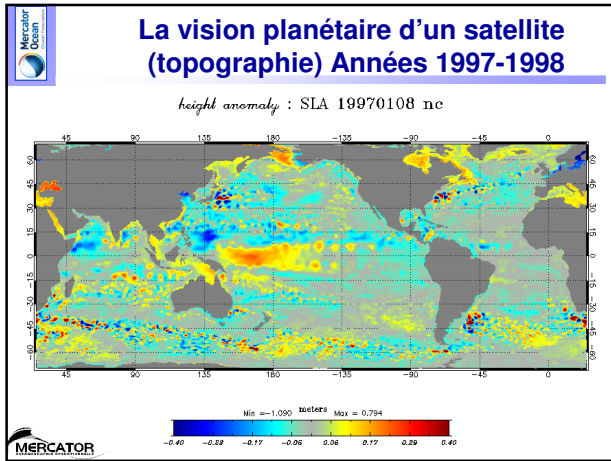 Mercator
Ocean
La vision planétaire d'un satellite
(topographie) Années 1997-1998
height anomaly : SLA 19970108 nc
45 90 135 180 −135 −90 −45 0
60 60
45 45
30 30
15 15
0 0
−15 −15
−30 −30
−45 −45
−60 −60
45 90 135 180 −135 −90 −45 0
Min =−1.090 meters Max = 0.794
−0.40 −0.29 −0.17 −0.06 0.06 0.17 0.29 0.40
MERCATOR
OCEANOGRAPHIE OPERATIONNELLE